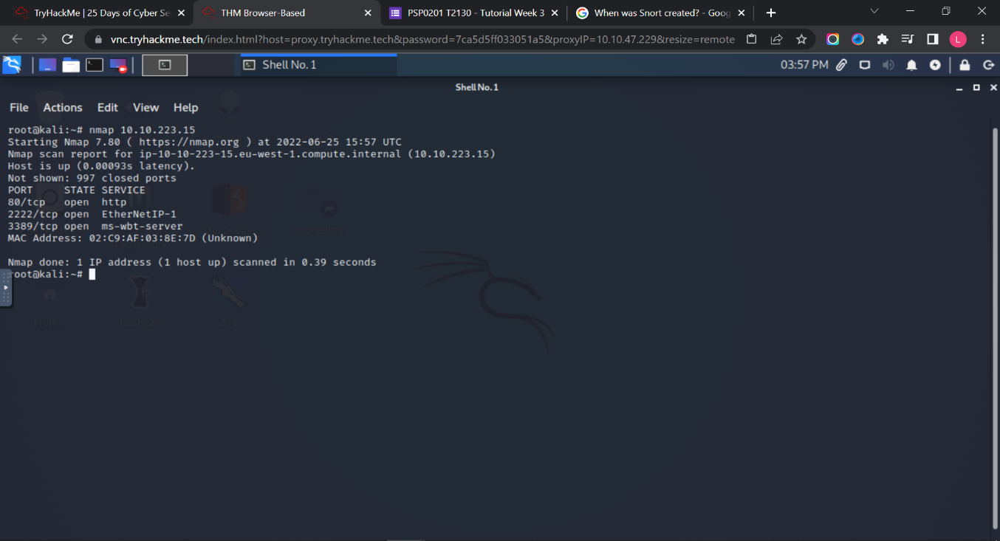 TryHackMe | 25 Days of Cyber Se
THM Browser-Based
PSP0201 T2130 - Tutorial Week 3
When was Snort created? - Goog
vnc.tryhackme.tech/index.html?host=proxy.tryhackme.tech&password=7ca5d5ff033051a5&proxyIP=10.10.47.229&resize=remote
L
Shell No. 1
03:57 PM
Shell No. 1
File Actions Edit View Help
root@kali:~# nmap 10.10.223.15
Starting Nmap 7.80 ( https://nmap.org ) at 2022-06-25 15:57 UTC
Nmap scan report for ip-10-10-223-15.eu-west-1.compute.internal (10.10.223.15)
Host is up (0.00093s latency).
Not shown: 997 closed ports
PORT STATE SERVICE
80/tcp open http
2222/tcp open EtherNetIP-1
3389/tcp open ms-wbt-server
MAC Address: 02:C9:AF:03:8E:7D (Unknown)
Nmap done: 1 IP address (1 host up) scanned in 0.39 seconds
root@kali:~#
Home